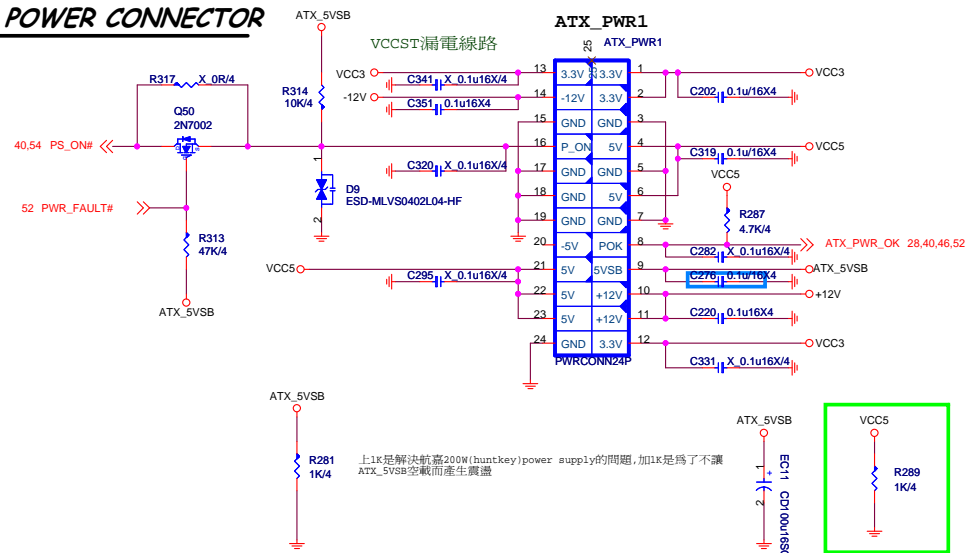 POWER CONNECTOR
ATX_5VSB
ATX_PWR1
VCCST漏電線路
25
ATX_PWR1
R317 X_0R/4
VCC3
C341 X_0.1u16X/4
13 3.3V 3.3V 1
VCC3
R314
10K/4
-12V
C351 0.1u16X4
14 -12V 3.3V 2
C202 0.1u/16X4
Q50
2N7002
15 GND GND 3
40,54 PS_ON#
16 P_ON 5V 4
VCC5
C319 0.1u/16X4
1
C320 X_0.1u16X/4
17 GND GND 5
VCC5
D9
ESD-MLVS0402L04-HF
18 GND 5V 6
52 PWR_FAULT#
2
19 GND GND 7
R287
4.7K/4
R313
47K/4
20 -5V POK 8
ATX_PWR_OK 28,40,46,52
C282 X_0.1u16X/4
VCC5
21 5V 5VSB 9
ATX_5VSB
C295 X_0.1u16X/4
C276 0.1u/16X4
22 5V +12V 10
+12V
ATX_5VSB
23 5V +12V 11
C220 0.1u16X4
24 GND 3.3V 12
VCC3
PWRCONN24P
C331 X_0.1u16X/4
ATX_5VSB
ATX_5VSB
VCC5
R281
1K/4
上1K是解決航嘉200W(huntkey)power supply的問題,加1K是爲了不讓
ATX_5VSB空載而產生震盪
1
+
2
EC11 CD100u16S
R289
1K/4